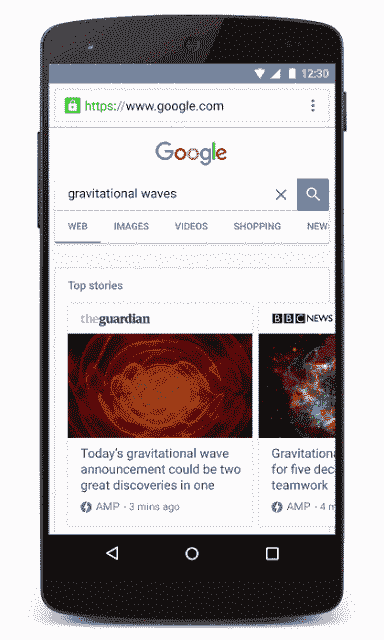 12:30
https://www.google.com
Google
gravitational waves
WEB IMAGES VIDEOS SHOPPING NEW
Top stories
theguardian
Today's gravitational wave
announcement could be two
great discoveries in one
AMP - 3 mins ago
BBC NEWS
Gravitationa
for five dec
teamwork
AMP - 4 m